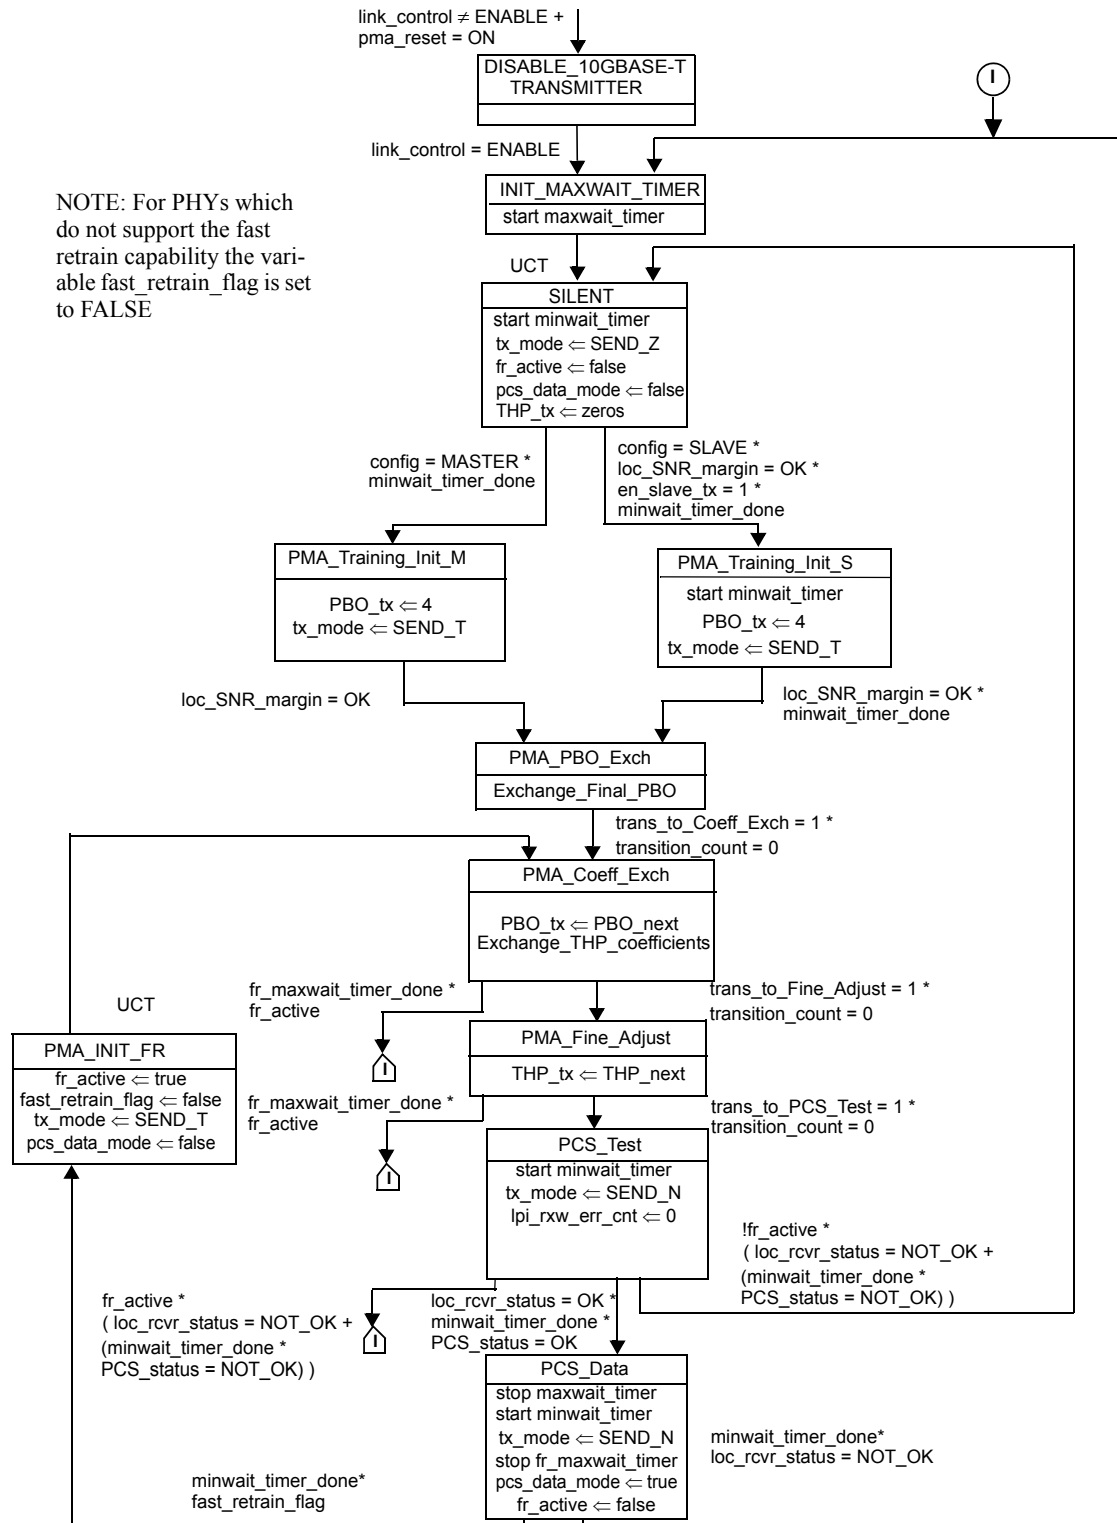 link_control ≠ ENABLE +
pma_reset = ON
DISABLE_10GBASE-T
TRANSMITTER
I
link_control = ENABLE
INIT_MAXWAIT_TIMER
start maxwait_timer
NOTE: For PHYs which
do not support the fast
retrain capability the vari-
able fast_retrain_flag is set
to FALSE
UCT
SILENT
start minwait_timer
tx_mode ⇐ SEND_Z
fr_active ⇐ false
pcs_data_mode ⇐ false
THP_tx ⇐ zeros
config = MASTER *
minwait_timer_done
config = SLAVE *
loc_SNR_margin = OK *
en_slave_tx = 1 *
minwait_timer_done
PMA_Training_Init_M
PBO_tx ⇐ 4
tx_mode ⇐ SEND_T
PMA_Training_Init_S
start minwait_timer
PBO_tx ⇐ 4
tx_mode ⇐ SEND_T
loc_SNR_margin = OK
loc_SNR_margin = OK *
minwait_timer_done
PMA_PBO_Exch
Exchange_Final_PBO
trans_to_Coeff_Exch = 1 *
transition_count = 0
PMA_Coeff_Exch
PBO_tx ⇐ PBO_next
Exchange_THP_coefficients
fr_maxwait_timer_done *
fr_active
I
trans_to_Fine_Adjust = 1 *
transition_count = 0
UCT
PMA_INIT_FR
fr_active ⇐ true
fast_retrain_flag ⇐ false
tx_mode ⇐ SEND_T
pcs_data_mode ⇐ false
PMA_Fine_Adjust
THP_tx ⇐ THP_next
fr_maxwait_timer_done *
fr_active
I
trans_to_PCS_Test = 1 *
transition_count = 0
PCS_Test
start minwait_timer
tx_mode ⇐ SEND_N
lpi_rxw_err_cnt ⇐ 0
!fr_active *
( loc_rcvr_status = NOT_OK +
(minwait_timer_done *
PCS_status = NOT_OK) )
fr_active *
( loc_rcvr_status = NOT_OK +
(minwait_timer_done *
PCS_status = NOT_OK) )
I
loc_rcvr_status = OK *
minwait_timer_done *
PCS_status = OK
PCS_Data
stop maxwait_timer
start minwait_timer
tx_mode ⇐ SEND_N
stop fr_maxwait_timer
pcs_data_mode ⇐ true
fr_active ⇐ false
minwait_timer_done*
loc_rcvr_status = NOT_OK
minwait_timer_done*
fast_retrain_flag